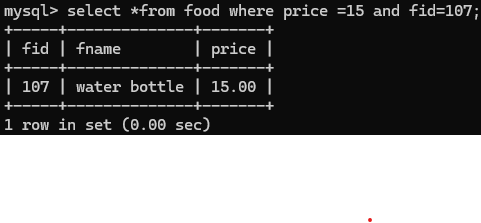 mysql> select *from food where price =15 and fid=107;
+-----+--------------+-------+
| fid | fname        | price |
+-----+--------------+-------+
| 107 | water bottle | 15.00 |
+-----+--------------+-------+
1 row in set (0.00 sec)